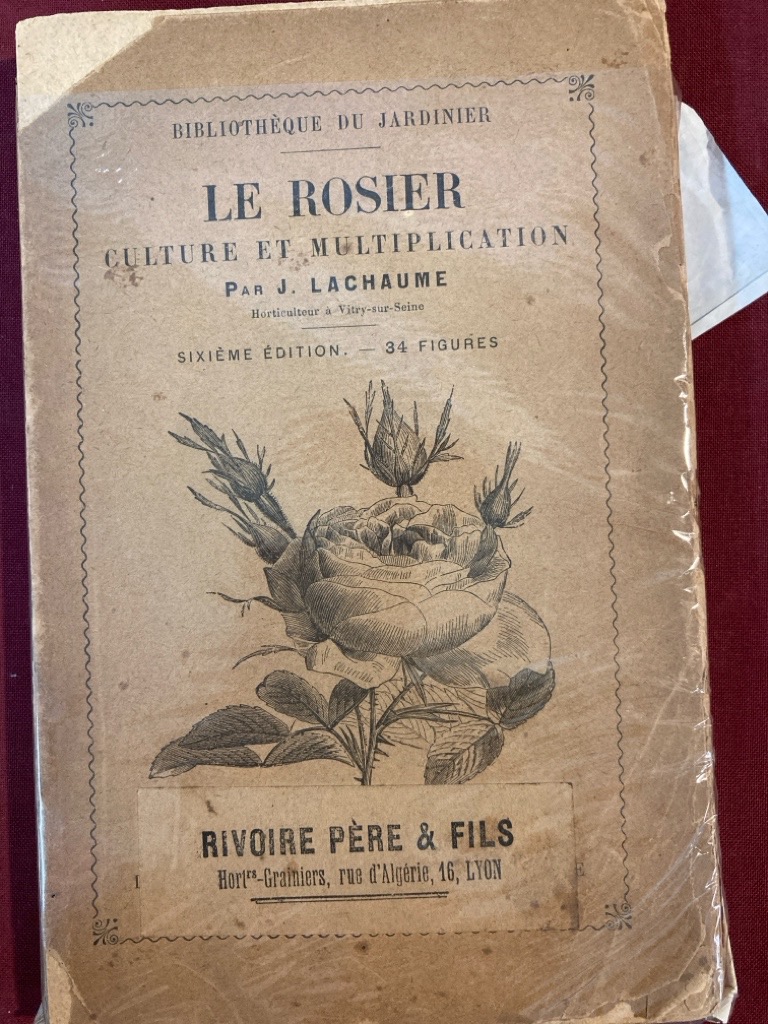 BIBLIOTHÈQUE DU JARDINIER
LE ROSIER
CULTURE ET MULTIPLICATION
PAR J. LACHAUME
Horticulteur à Vitry-sur-Seine
SIXIÈME ÉDITION. — 34 FIGURES
RIVOIRE PÈRE & FILS
Hortrs-Grainiers, rue d'Algérie, 16, LYON